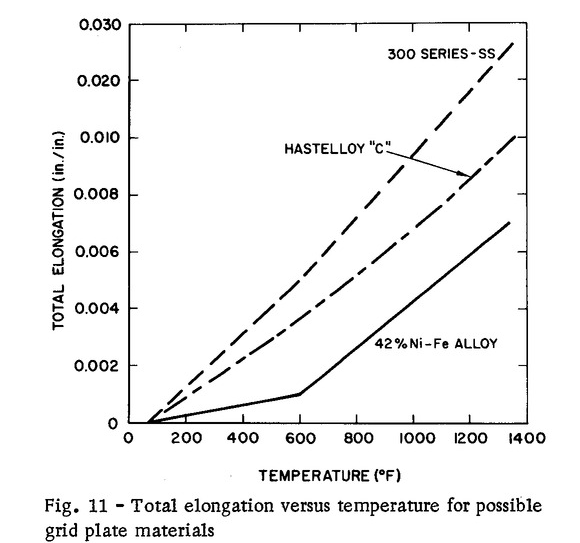 0.030
0.020
0.010
0.008
0.006
0.004
0.002
0
TOTAL ELONGATION (in./in.)
300 SERIES-SS
HASTELLOY "C"
42% Ni-Fe ALLOY
0 200 400 600 800 1000 1200 1400
TEMPERATURE (°F)
Fig. 11 - Total elongation versus temperature for possible
grid plate materials